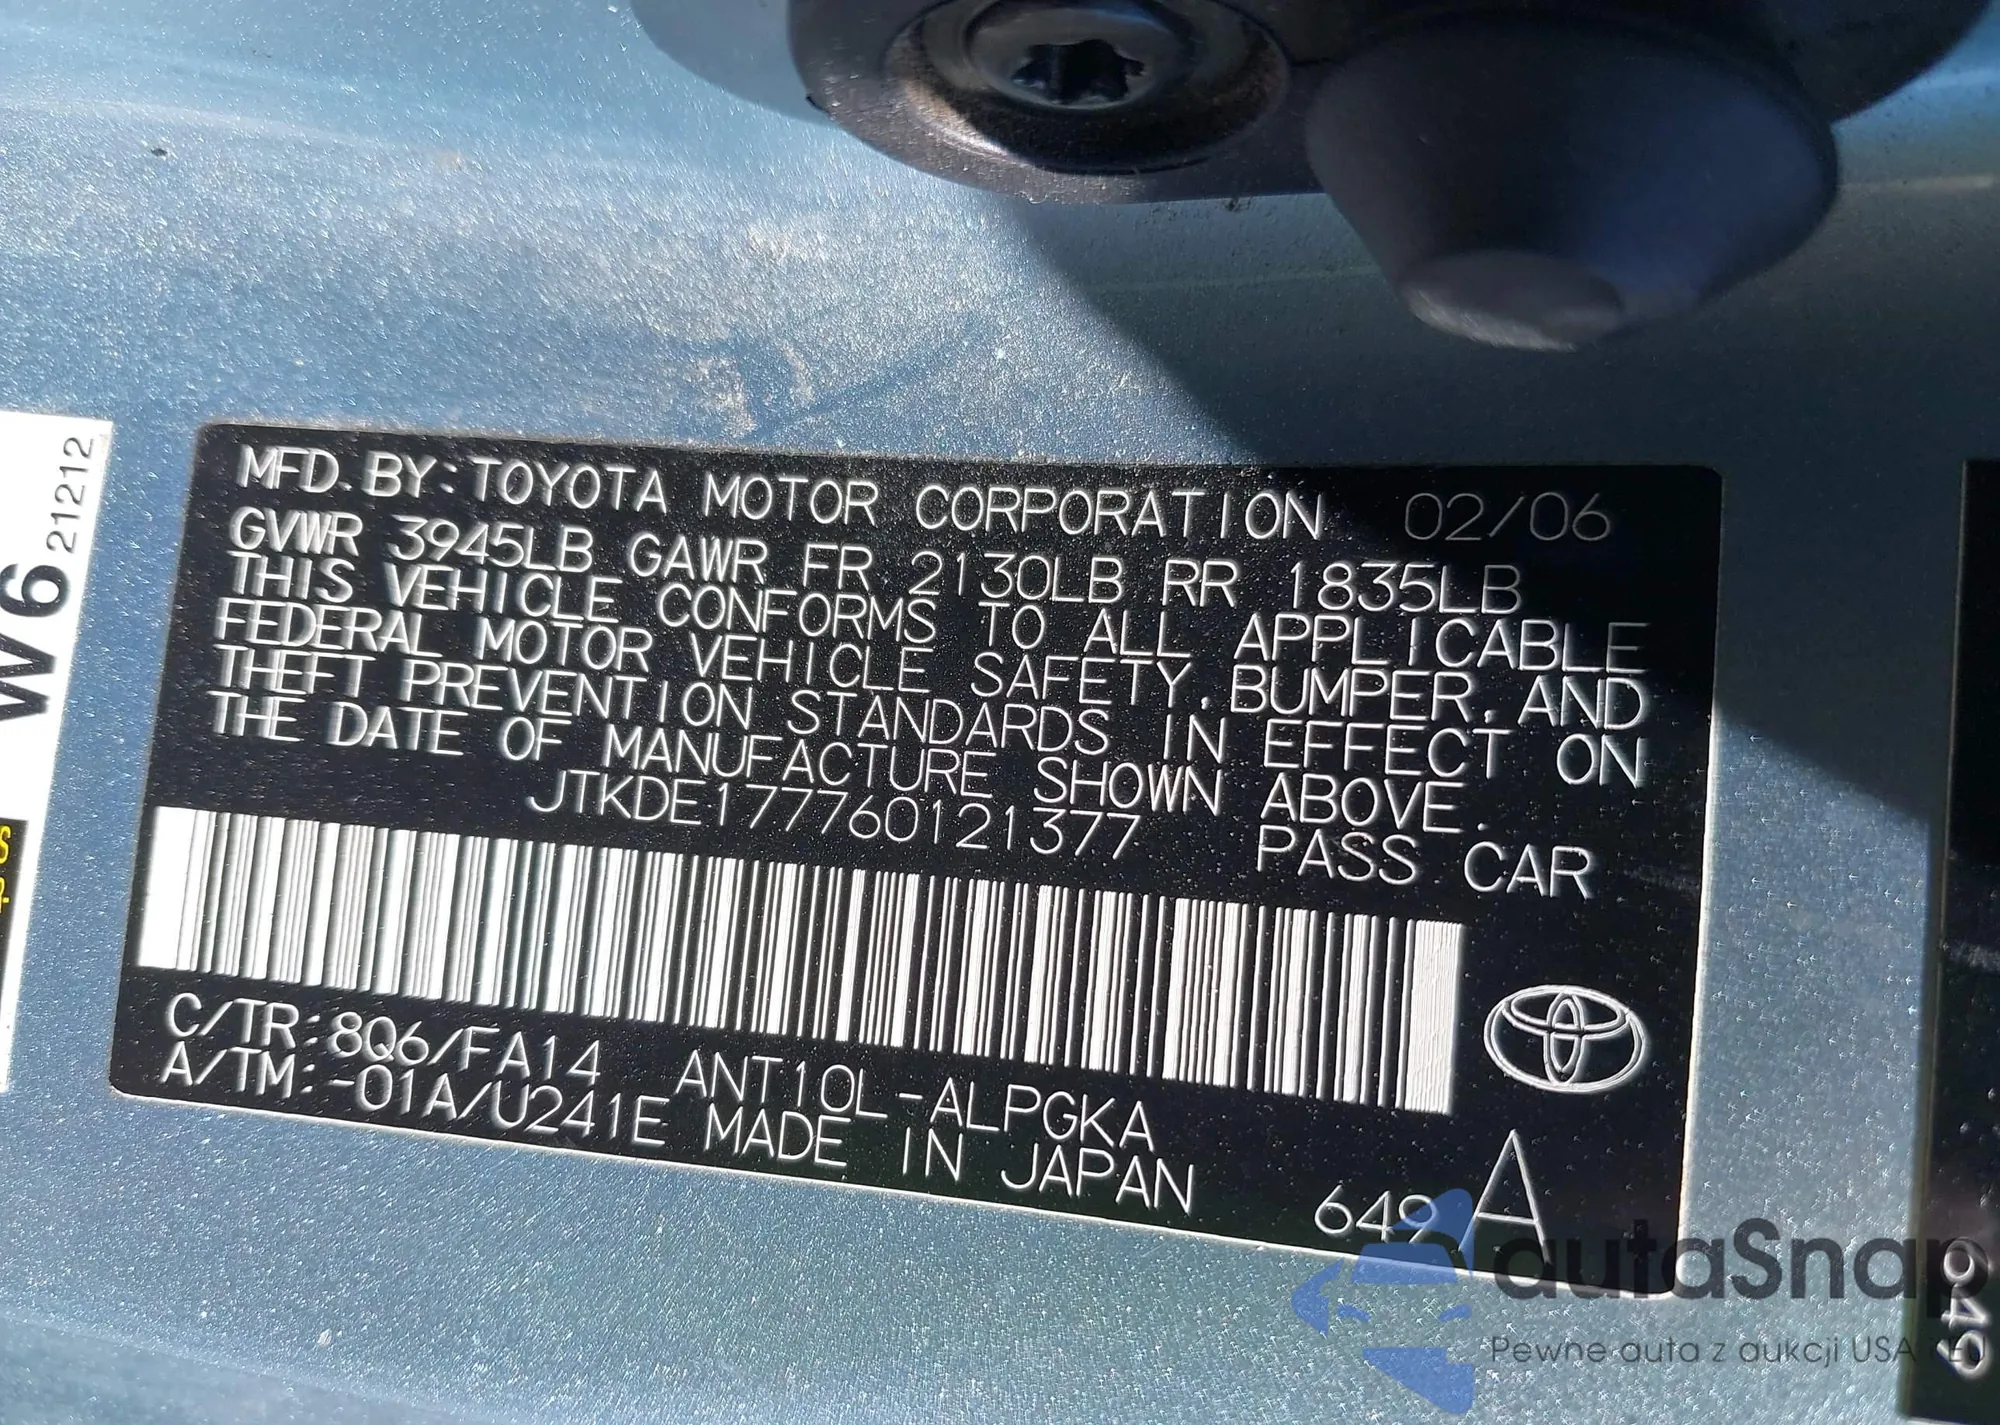 MFD. BY: TOYOTA MOTOR CORPORATION 02/06
GVWR 3945LB GAWR FR 2130LB RR 1835LB
THIS VEHICLE CONFORMS TO ALL APPLICABLE
FEDERAL MOTOR VEHICLE SAFETY, BUMPER, AND
THEFT PREVENTION STANDARDS IN EFFECT ON
THE DATE OF MANUFACTURE SHOWN ABOVE.
JTKDE177760121377 PASS CAR
C/TR:8Q6/FA14 ANT10L-ALPGKA
A/TM:-01A/U241E MADE IN JAPAN
649 A
W6 21212
autaSnap
Pewne auta z aukcji USA i EU
649